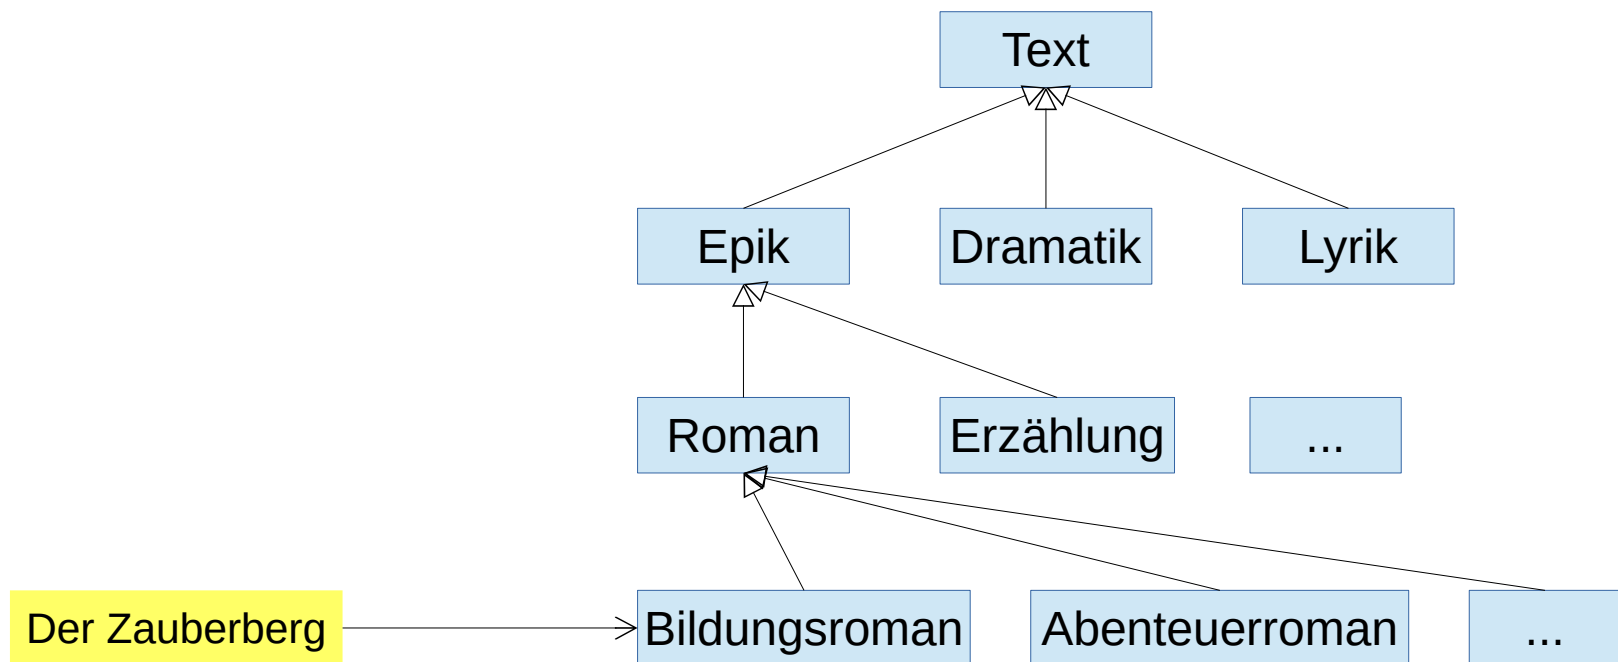 Text
Epik
Dramatik
Lyrik
Roman
Erzählung
...
Der Zauberberg
Bildungsroman
Abenteuerroman
...